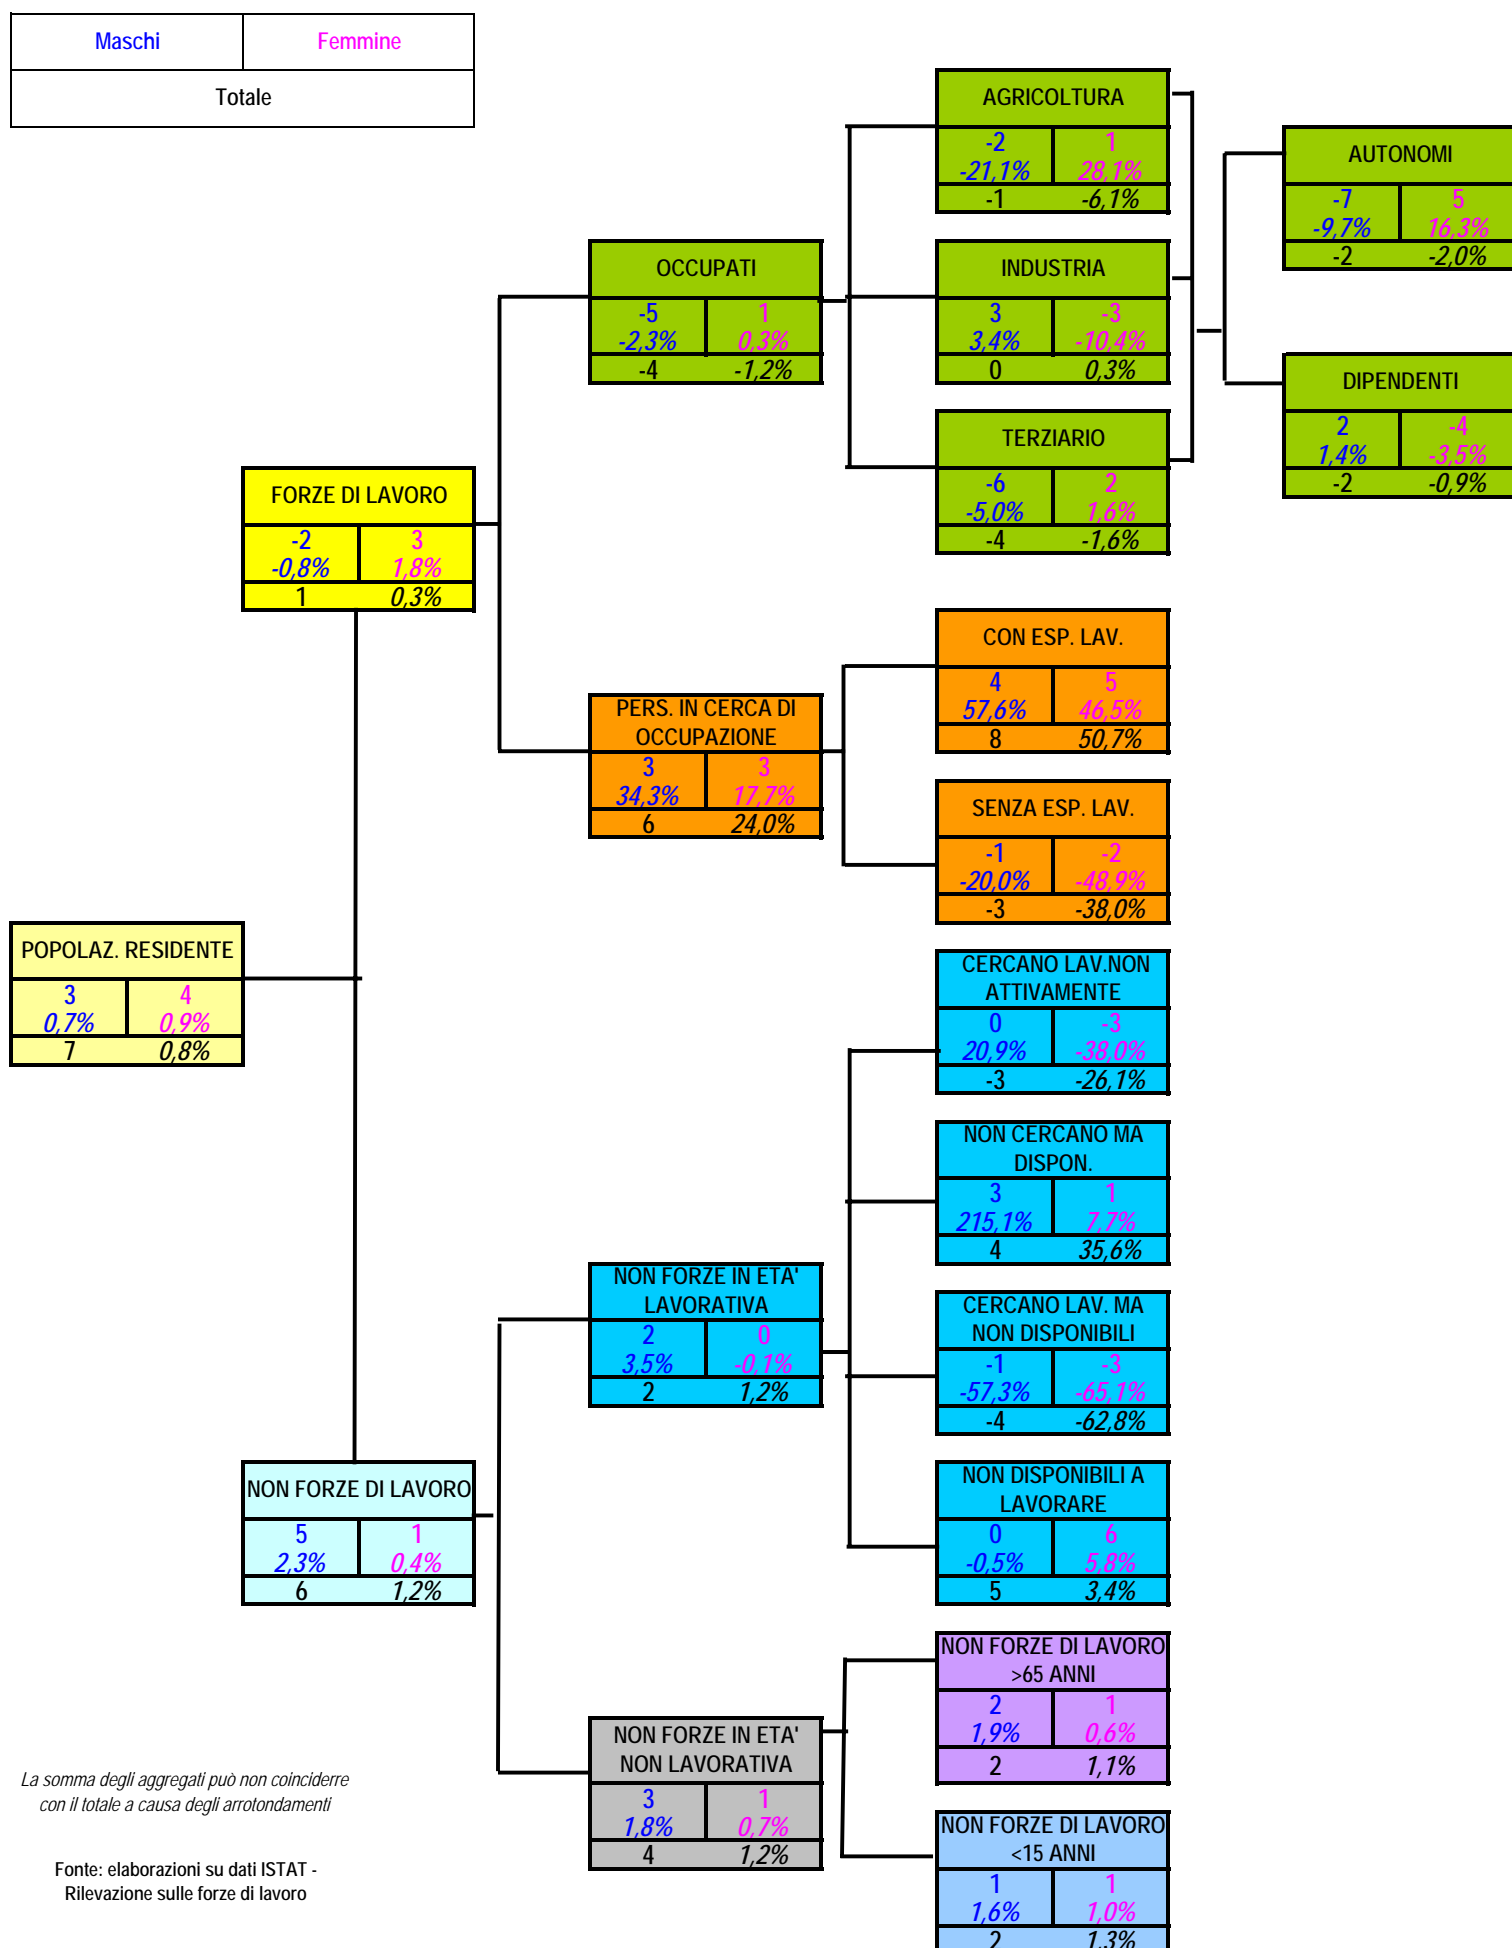 Maschi Femmine
Totale
AGRICOLTURA
-2 1
-21,1% 28,1%
-1 -6,1%
AUTONOMI
-7 5
-9,7% 16,3%
-2 -2,0%
OCCUPATI
-5 1
-2,3% 0,3%
-4 -1,2%
INDUSTRIA
3 -3
3,4% -10,4%
0 0,3%
DIPENDENTI
2 -4
1,4% -3,5%
-2 -0,9%
TERZIARIO
-6 2
-5,0% 1,6%
-4 -1,6%
FORZE DI LAVORO
-2 3
-0,8% 1,8%
1 0,3%
CON ESP. LAV.
4 5
57,6% 46,5%
8 50,7%
PERS. IN CERCA DI
OCCUPAZIONE
3 3
34,3% 17,7%
6 24,0%
SENZA ESP. LAV.
-1 -2
-20,0% -48,9%
-3 -38,0%
POPOLAZ. RESIDENTE
3 4
0,7% 0,9%
7 0,8%
CERCANO LAV.NON
ATTIVAMENTE
0 -3
20,9% -38,0%
-3 -26,1%
NON CERCANO MA
DISPON.
3 1
215,1% 7,7%
4 35,6%
NON FORZE IN ETA'
LAVORATIVA
2 0
3,5% -0,1%
2 1,2%
CERCANO LAV. MA
NON DISPONIBILI
-1 -3
-57,3% -65,1%
-4 -62,8%
NON FORZE DI LAVORO
5 1
2,3% 0,4%
6 1,2%
NON DISPONIBILI A
LAVORARE
0 6
-0,5% 5,8%
5 3,4%
NON FORZE DI LAVORO
>65 ANNI
2 1
1,9% 0,6%
2 1,1%
NON FORZE IN ETA'
NON LAVORATIVA
3 1
1,8% 0,7%
4 1,2%
NON FORZE DI LAVORO
<15 ANNI
1 1
1,6% 1,0%
2 1,3%
La somma degli aggregati può non coinciderre
con il totale a causa degli arrotondamenti
Fonte: elaborazioni su dati ISTAT -
Rilevazione sulle forze di lavoro